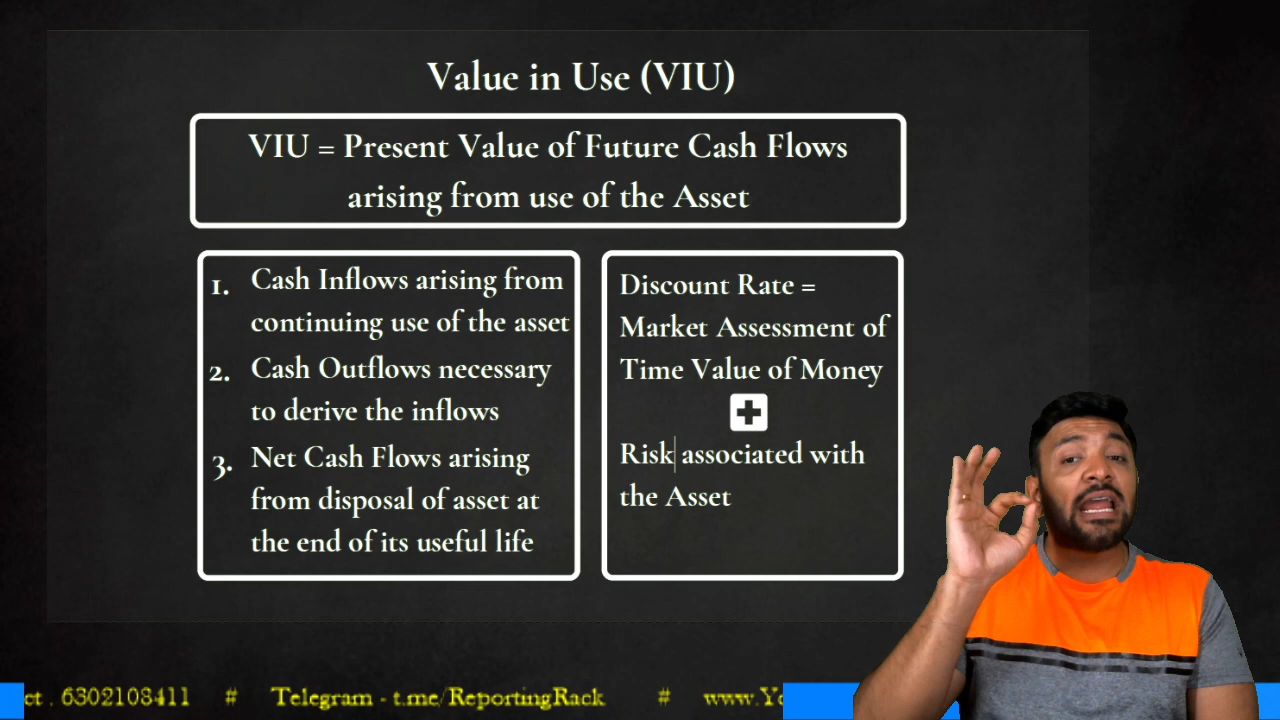 Value in Use (VIU)
VIU = Present Value of Future Cash Flows
arising from use of the Asset
1. Cash Inflows arising from
continuing use of the asset
2. Cash Outflows necessary
to derive the inflows
3. Net Cash Flows arising
from disposal of asset at
the end of its useful life
Discount Rate =
Market Assessment of
Time Value of Money
+
Risk associated with
the Asset
ct . 6302103411 # Telegram - t.me/ReportingRack # www.Yo